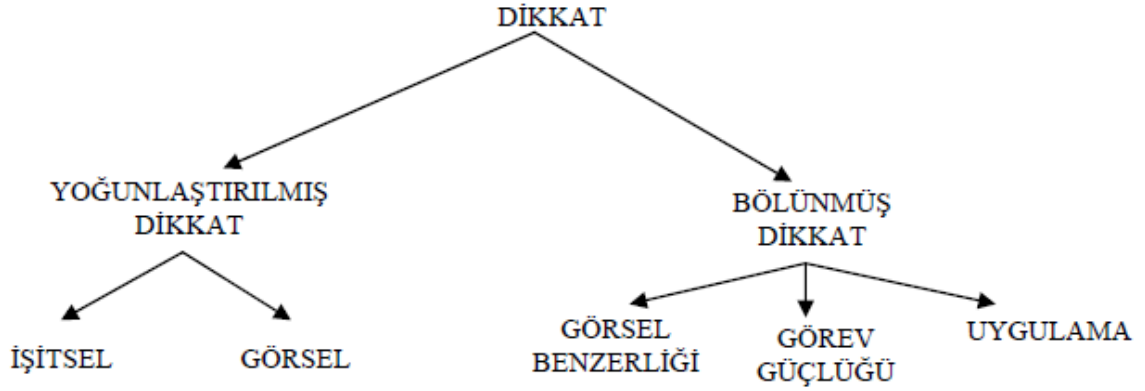 DİKKAT
YOĞUNLAŞTIRILMIŞ
DİKKAT
BÖLÜNMÜŞ
DİKKAT
İŞİTSEL
GÖRSEL
GÖRSEL
BENZERLİĞİ
GÖREV
GÜÇLÜĞÜ
UYGULAMA